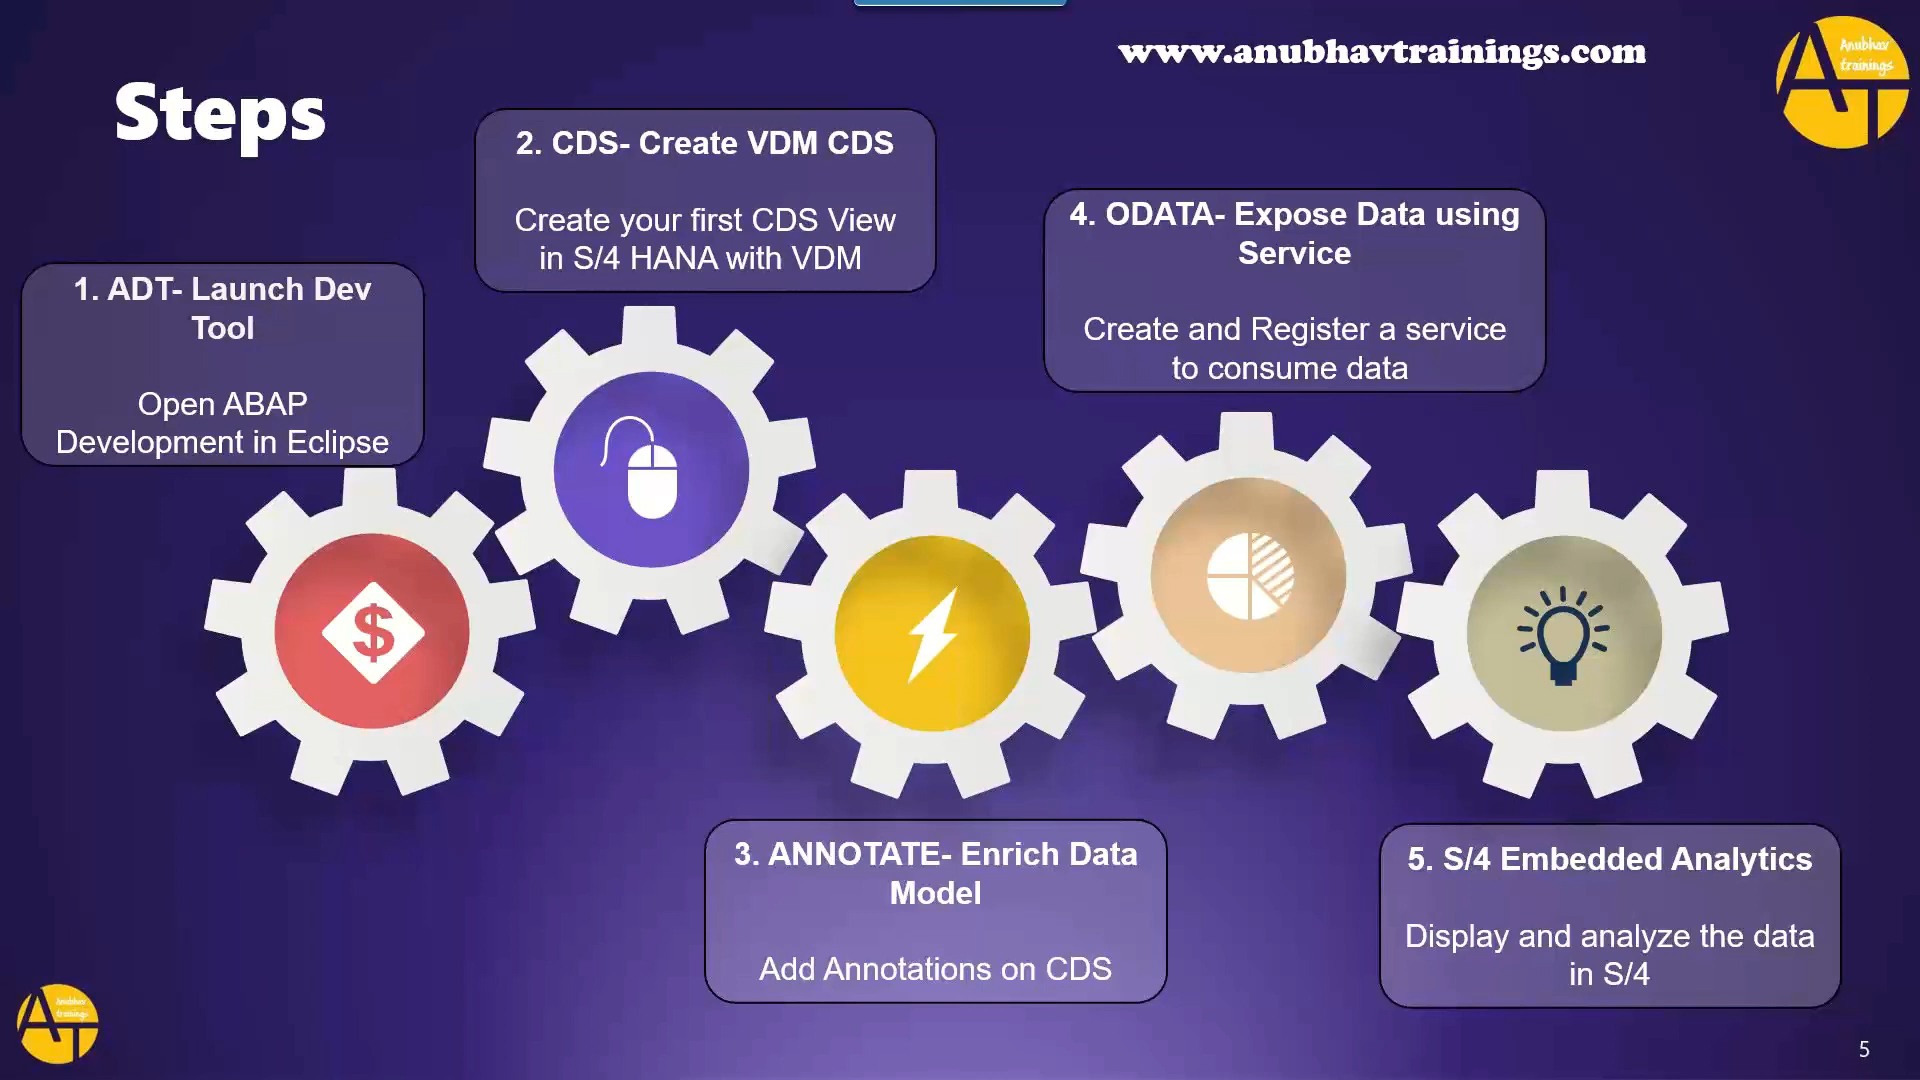 www.anubhavtrainings.com
Anubhav
trainings
Steps
1. ADT- Launch Dev
Tool
Open ABAP
Development in Eclipse
2. CDS- Create VDM CDS
Create your first CDS View
in S/4 HANA with VDM
3. ANNOTATE- Enrich Data
Model
Add Annotations on CDS
4. ODATA- Expose Data using
Service
Create and Register a service
to consume data
5. S/4 Embedded Analytics
Display and analyze the data
in S/4
$
Anubhav
trainings
5